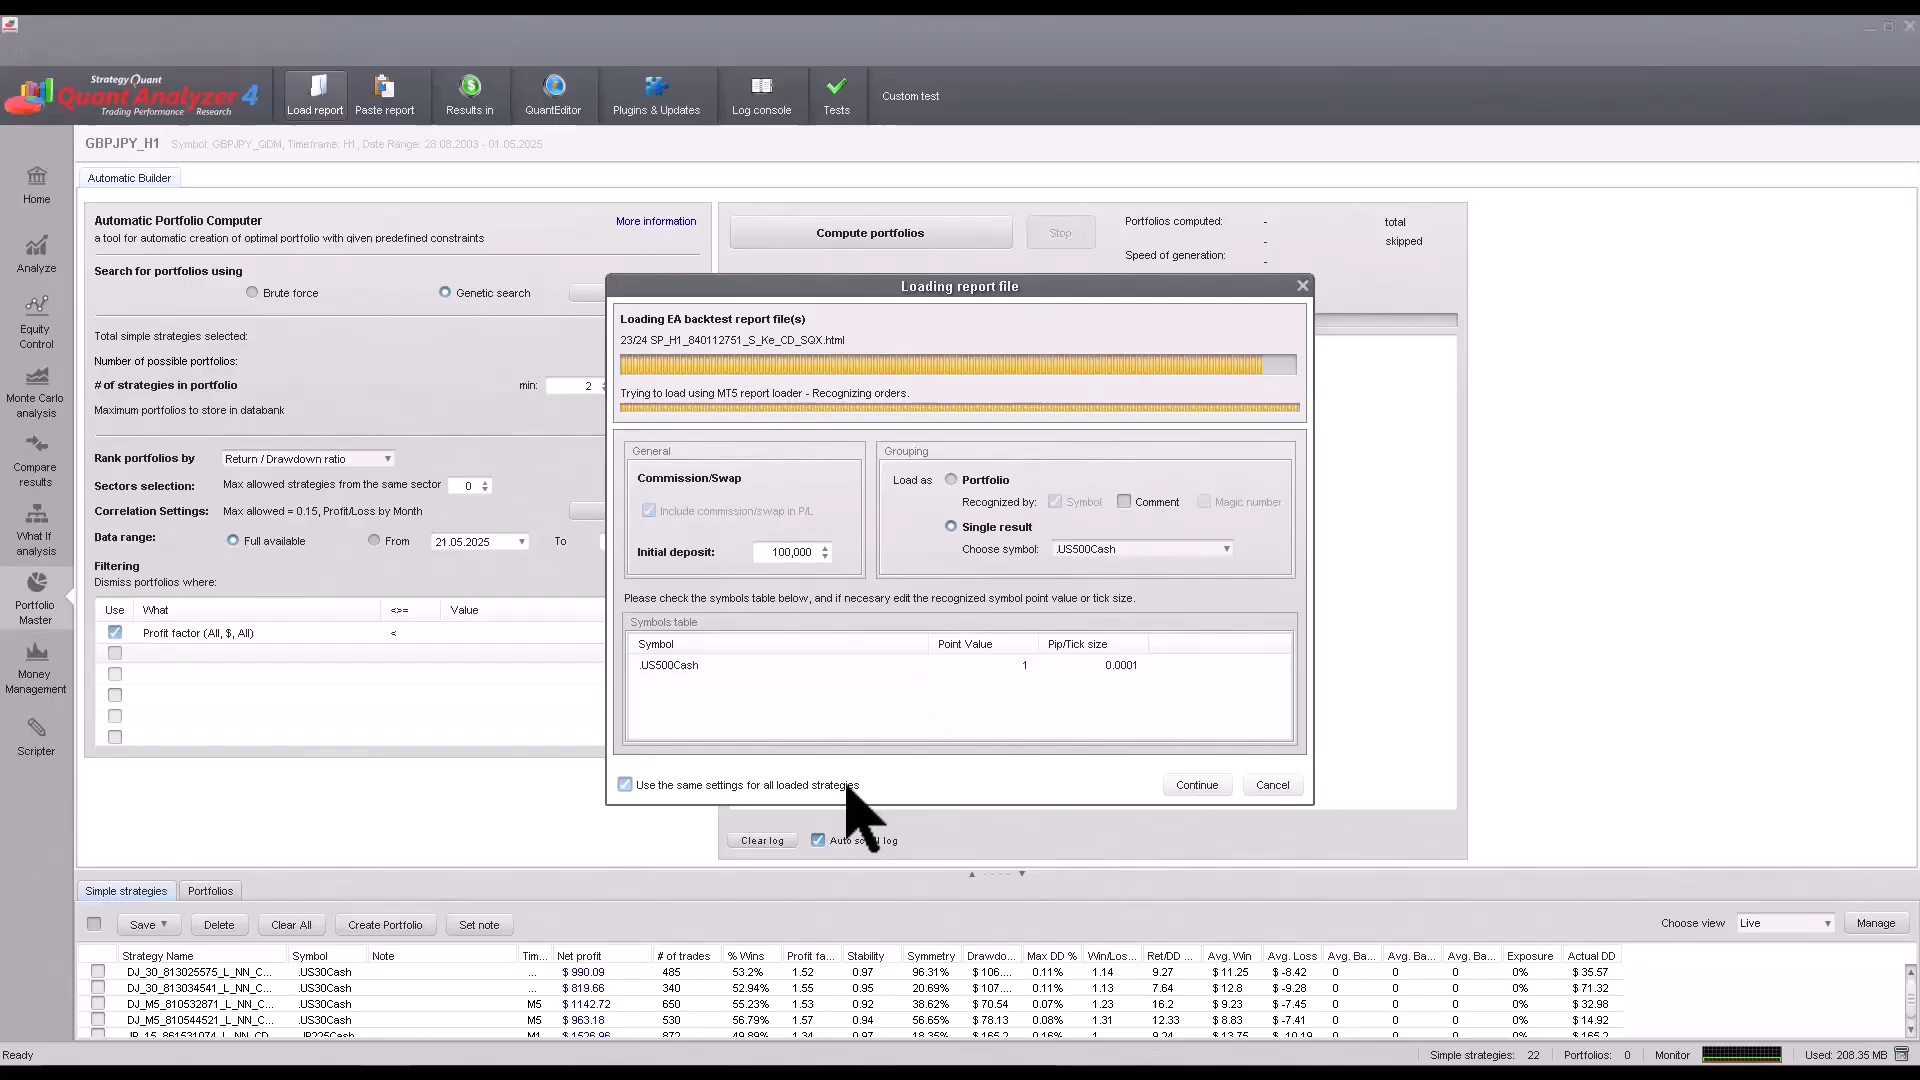 Strategy Quant
Quant Analyzer 4
Trading Performance Research
Load report
Paste report
Results in
QuantEditor
Plugins & Updates
Log console
Tests
Custom test
GBPJPY_H1 Symbol: GBPJPY_QDM, Timeframe: H1, Date Range: 28.08.2003 - 01.05.2025
Home
Analyze
Equity
Control
Monte Carlo
analysis
Compare
results
What If
analysis
Portfolio
Master
Money
Management
Scripter
Automatic Builder
Automatic Portfolio Computer
More information
a tool for automatic creation of optimal portfolio with given predefined constraints
Search for portfolios using
Brute force
Genetic search
Total simple strategies selected:
Number of possible portfolios:
# of strategies in portfolio
min: 2
Maximum portfolios to store in databank
Rank portfolios by Return / Drawdown ratio
Sectors selection: Max allowed strategies from the same sector 0
Correlation Settings: Max allowed = 0.15, Profit/Loss by Month
Data range: Full available From 21.05.2025 To
Filtering
Dismiss portfolios where:
Use What <=> Value
Profit factor (All, $, All) <
Compute portfolios
Stop
Portfolios computed: - total
- skipped
Speed of generation: -
Loading report file
Loading EA backtest report file(s)
23/24 SP_H1_840112751_S_Ke_CD_SQX.html
Trying to load using MT5 report loader - Recognizing orders.
General
Commission/Swap
Include commission/swap in P/L
Initial deposit: 100,000
Grouping
Load as Portfolio
Recognized by: Symbol Comment Magic number
Single result
Choose symbol: .US500Cash
Please check the symbols table below, and if necesary edit the recognized symbol point value or tick size.
Symbols table
Symbol Point Value Pip/Tick size
.US500Cash 1 0.0001
Use the same settings for all loaded strategies
Continue
Cancel
Clear log
log
Simple strategies
Portfolios
Save
Delete
Clear All
Create Portfolio
Set note
Choose view Live
Manage
Strategy Name Symbol Note Tim... Net profit # of trades % Wins Profit fa... Stability Symmetry Drawdo... Max DD % Win/Los... Ret/DD ... Avg. Win Avg. Loss Avg. Ba... Avg. Ba... Avg. Ba... Exposure Actual DD
DJ_30_813025575_L_NN_C... .US30Cash ... $ 990.09 485 53.2% 1.52 0.97 96.31% $ 106.... 0.11% 1.14 9.27 $ 11.25 $ -8.42 0 0 0 0% $ 35.57
DJ_30_813034541_L_NN_C... .US30Cash ... $ 819.66 340 52.94% 1.55 0.95 20.69% $ 107.... 0.11% 1.13 7.64 $ 12.8 $ -9.28 0 0 0 0% $ 71.32
DJ_M5_810532871_L_NN_C... .US30Cash M5 $ 1142.72 650 55.23% 1.53 0.92 38.62% $ 70.54 0.07% 1.23 16.2 $ 9.23 $ -7.45 0 0 0 0% $ 32.98
DJ_M5_810544521_L_NN_C... .US30Cash M5 $ 963.18 530 56.79% 1.57 0.94 56.65% $ 78.13 0.08% 1.31 12.33 $ 8.83 $ -7.41 0 0 0 0% $ 14.92
Ready
Simple strategies: 22 Portfolios: 0 Monitor Used: 208.35 MB